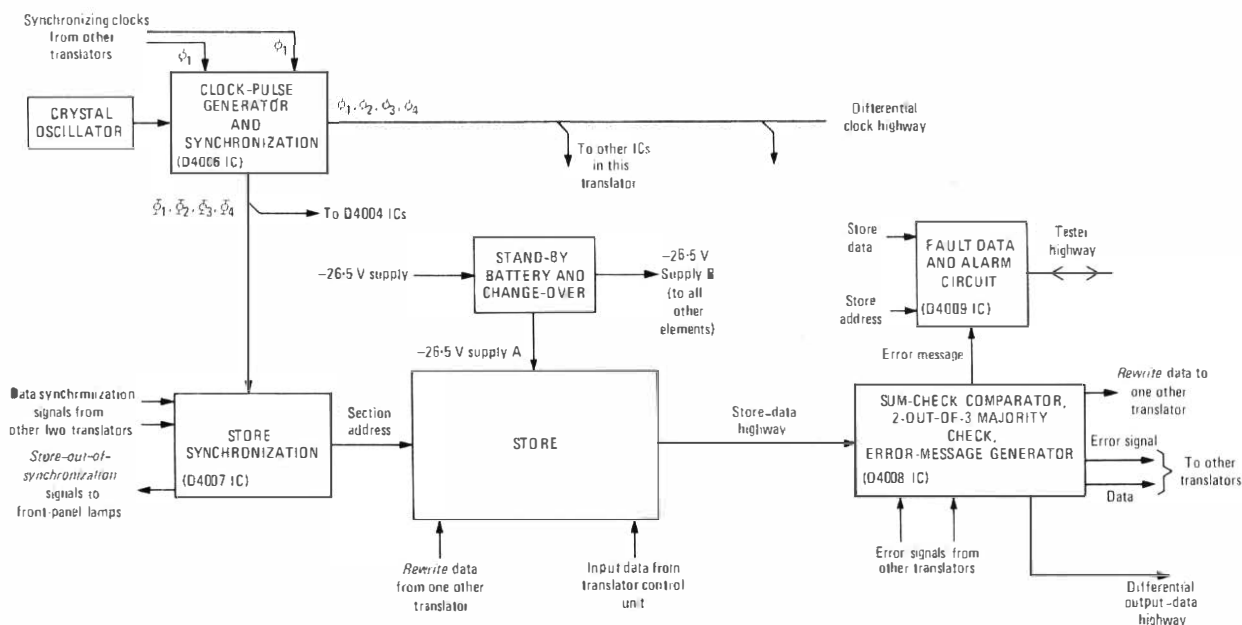 Synchronizing clocks
from other
translators
ϕ1
ϕ1
CRYSTAL
OSCILLATOR
CLOCK-PULSE
GENERATOR
AND
SYNCHRONIZATION
(D4006 IC)
ϕ1, ϕ2, ϕ3, ϕ4
Differential
clock highway
To other ICs
in this
translator
Φ1, Φ2, Φ3, Φ4
To D4004 ICs
−26·5 V supply
STAND-BY
BATTERY AND
CHANGE-OVER
−26·5 V
Supply B
(to all
other
elements)
−26·5 V supply A
Store
data
Store
address
FAULT DATA
AND ALARM
CIRCUIT
(D4009 IC)
Tester
highway
Error message
Data synchrmization
signals from
other two translators
Store-out-of-
synchronization
signals to
front-panel lamps
STORE
SYNCHRONIZATION
(D4007 IC)
Section
address
STORE
Store-data
highway
SUM-CHECK COMPARATOR,
2-OUT-OF-3 MAJORITY
CHECK,
ERROR-MESSAGE GENERATOR
(D4008 IC)
Rewrite data to
one other
translator
Error signal
Data
To other
translators
Rewrite data
from one other
translator
Input data from
translator control
unit
Error signals from
other translators
Differential
output-data
highway